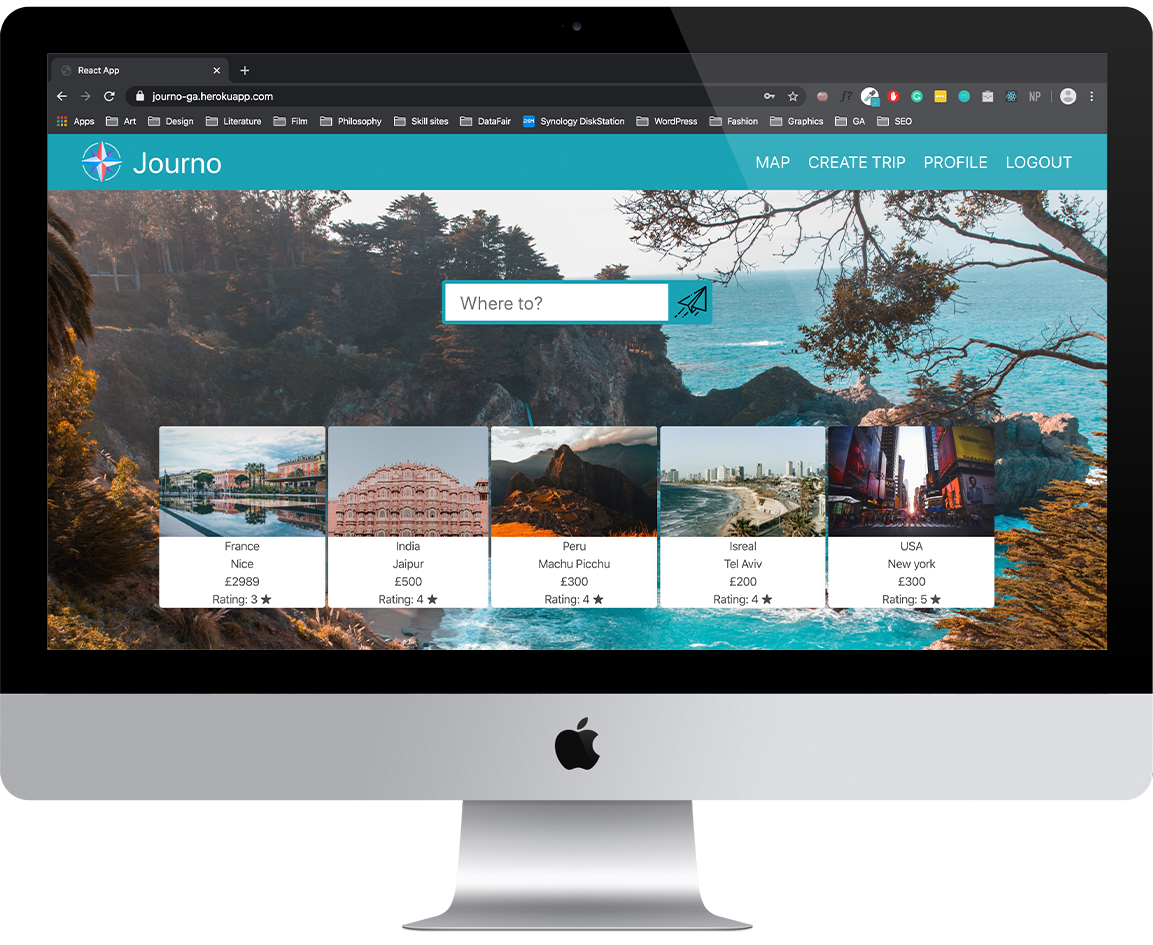 React App
journo-ga.herokuapp.com
f?
NP
Apps Art Design Literature Film Philosophy Skill sites DataFair DSM Synology DiskStation WordPress Fashion Graphics GA SEO
Journo MAP CREATE TRIP PROFILE LOGOUT
Where to?
France
Nice
£2989
Rating: 3 ★
India
Jaipur
£500
Rating: 4 ★
Peru
Machu Picchu
£300
Rating: 4 ★
Isreal
Tel Aviv
£200
Rating: 4 ★
USA
New york
£300
Rating: 5 ★